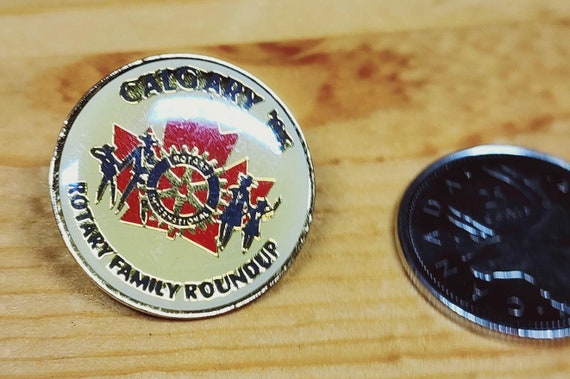 CALGARY
ROTARY
INTERNATIONAL
ROTARY FAMILY ROUNDUP